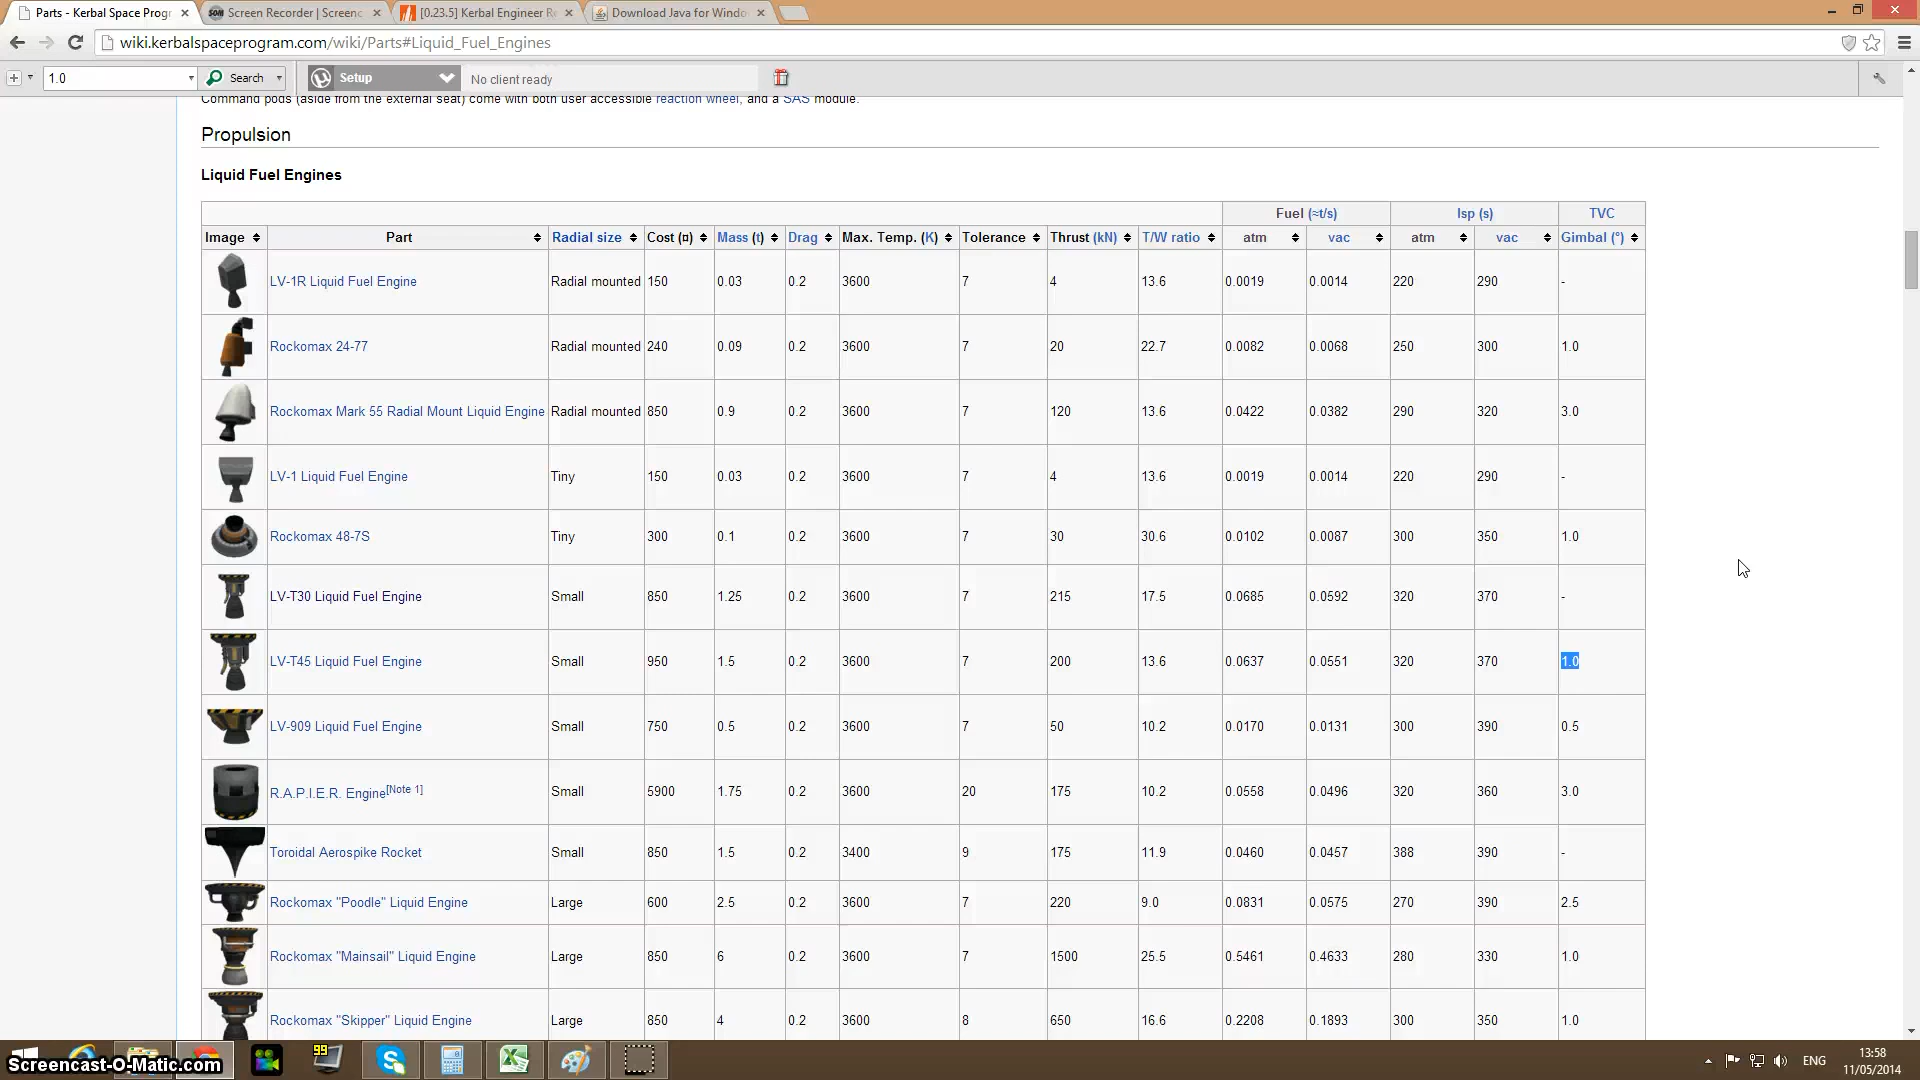 Parts - Kerbal Space Progr
Screen Recorder | Screenc
[0.23.5] Kerbal Engineer Re
Download Java for Windo
wiki.kerbalspaceprogram.com/wiki/Parts#Liquid_Fuel_Engines
1.0 Search Setup No client ready
Command pods (aside from the external seat) come with both user accessible reaction wheel, and a SAS module.
Propulsion
Liquid Fuel Engines
Fuel (≈t/s) Isp (s) TVC
Image Part Radial size Cost (¤) Mass (t) Drag Max. Temp. (K) Tolerance Thrust (kN) T/W ratio atm vac atm vac Gimbal (°)
LV-1R Liquid Fuel Engine Radial mounted 150 0.03 0.2 3600 7 4 13.6 0.0019 0.0014 220 290 -
Rockomax 24-77 Radial mounted 240 0.09 0.2 3600 7 20 22.7 0.0082 0.0068 250 300 1.0
Rockomax Mark 55 Radial Mount Liquid Engine Radial mounted 850 0.9 0.2 3600 7 120 13.6 0.0422 0.0382 290 320 3.0
LV-1 Liquid Fuel Engine Tiny 150 0.03 0.2 3600 7 4 13.6 0.0019 0.0014 220 290 -
Rockomax 48-7S Tiny 300 0.1 0.2 3600 7 30 30.6 0.0102 0.0087 300 350 1.0
LV-T30 Liquid Fuel Engine Small 850 1.25 0.2 3600 7 215 17.5 0.0685 0.0592 320 370 -
LV-T45 Liquid Fuel Engine Small 950 1.5 0.2 3600 7 200 13.6 0.0637 0.0551 320 370 1.0
LV-909 Liquid Fuel Engine Small 750 0.5 0.2 3600 7 50 10.2 0.0170 0.0131 300 390 0.5
R.A.P.I.E.R. Engine[Note 1] Small 5900 1.75 0.2 3600 20 175 10.2 0.0558 0.0496 320 360 3.0
Toroidal Aerospike Rocket Small 850 1.5 0.2 3400 9 175 11.9 0.0460 0.0457 388 390 -
Rockomax "Poodle" Liquid Engine Large 600 2.5 0.2 3600 7 220 9.0 0.0831 0.0575 270 390 2.5
Rockomax "Mainsail" Liquid Engine Large 850 6 0.2 3600 7 1500 25.5 0.5461 0.4633 280 330 1.0
Rockomax "Skipper" Liquid Engine Large 850 4 0.2 3600 8 650 16.6 0.2208 0.1893 300 350 1.0
Screencast-O-Matic.com
99
ENG
13:58
11/05/2014